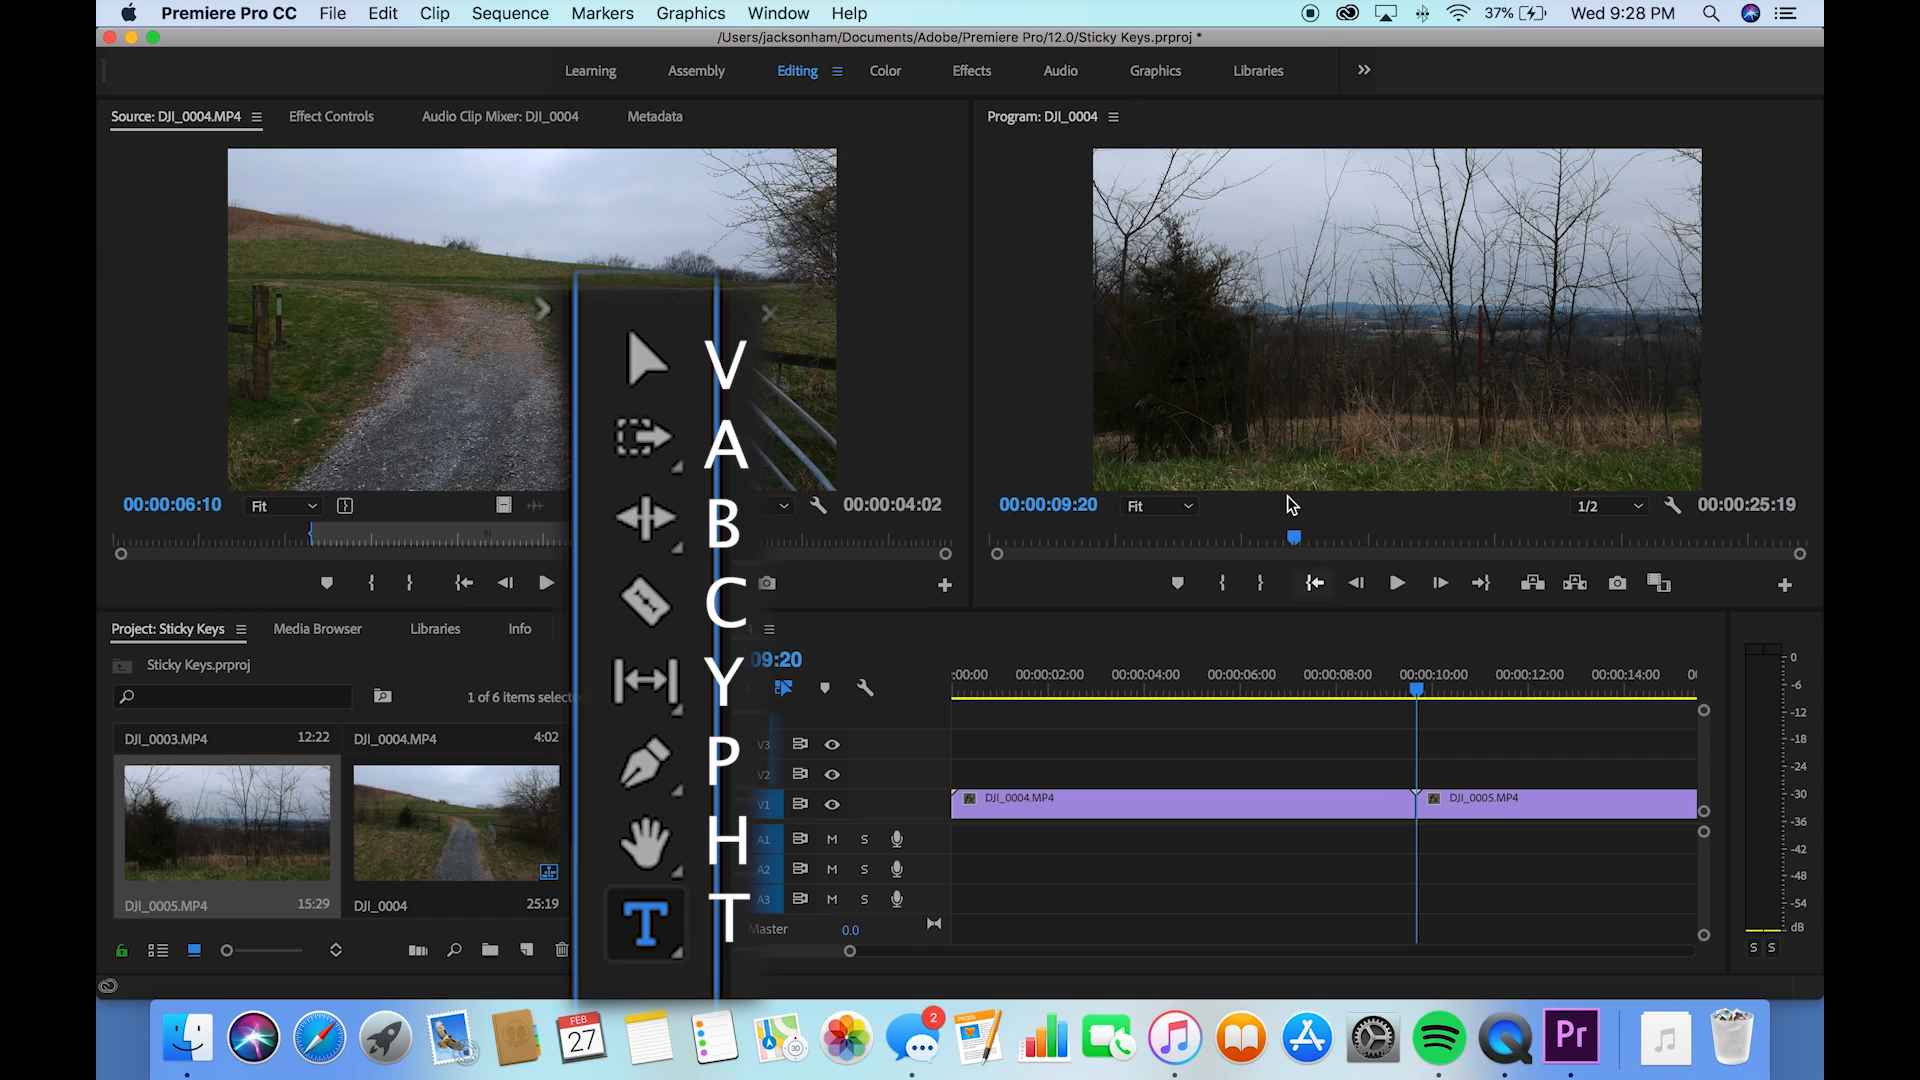 Premiere Pro CC File Edit Clip Sequence Markers Graphics Window Help 37% Wed 9:28 PM
/Users/jacksonham/Documents/Adobe/Premiere Pro/12.0/Sticky Keys.prproj *
Learning Assembly Editing Color Effects Audio Graphics Libraries
Source: DJI_0004.MP4 Effect Controls Audio Clip Mixer: DJI_0004 Metadata
Program: DJI_0004
V
A
B
C
Y
P
H
T
00:00:06:10 Fit 00:00:04:02
00:00:09:20 Fit 1/2 00:00:25:19
Project: Sticky Keys Media Browser Libraries Info
Sticky Keys.prproj
1 of 6 items selecte
DJI_0003.MP4 12:22 DJI_0004.MP4 4:02
DJI_0005.MP4 15:29 DJI_0004 25:19
09:20
:00:00 00:00:02:00 00:00:04:00 00:00:06:00 00:00:08:00 00:00:10:00 00:00:12:00 00:00:14:00
V3
V2
V1 DJI_0004.MP4 DJI_0005.MP4
A1 M S
A2 M S
A3 M S
Master 0.0
0
-6
-12
-18
-24
-30
-36
-42
-48
-54
dB
S S
FEB
27
2
PAGES
3D
Pr